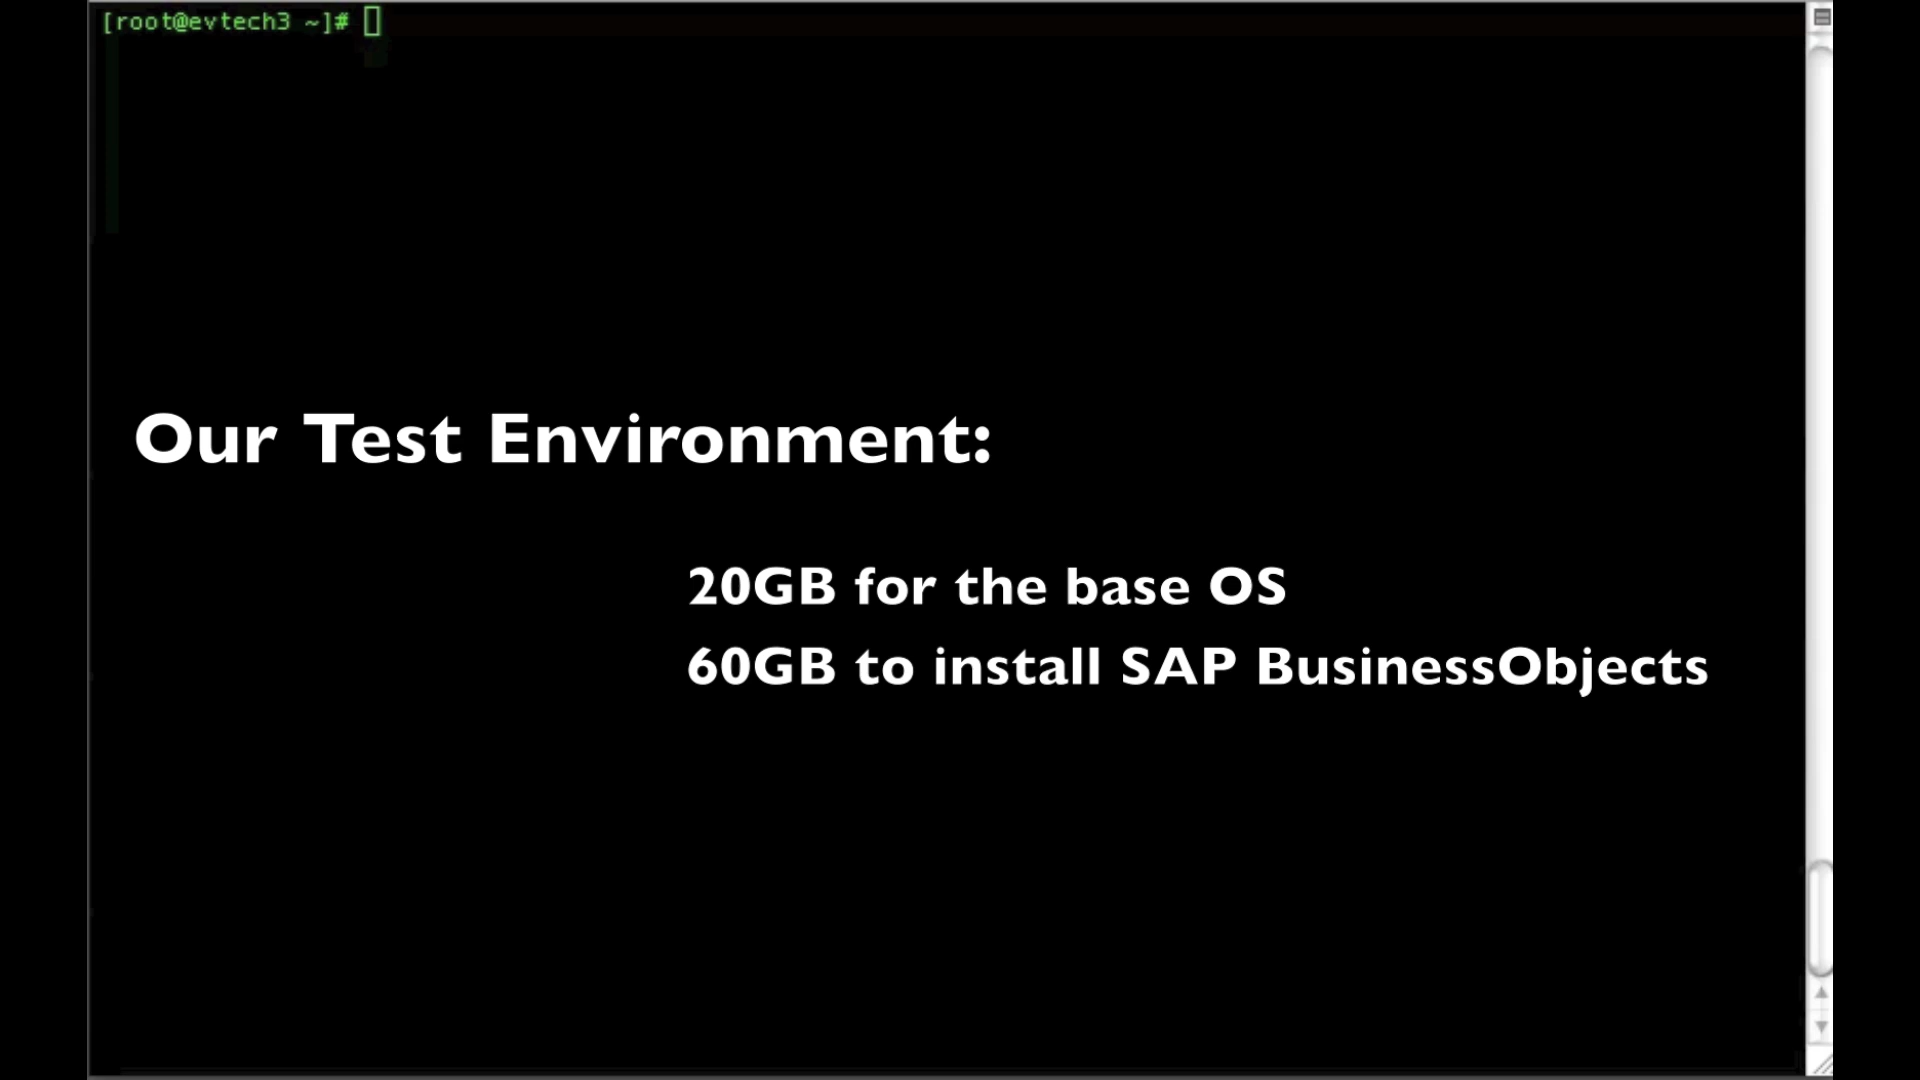 [root@evtech3 ~]#
Our Test Environment:
20GB for the base OS
60GB to install SAP BusinessObjects